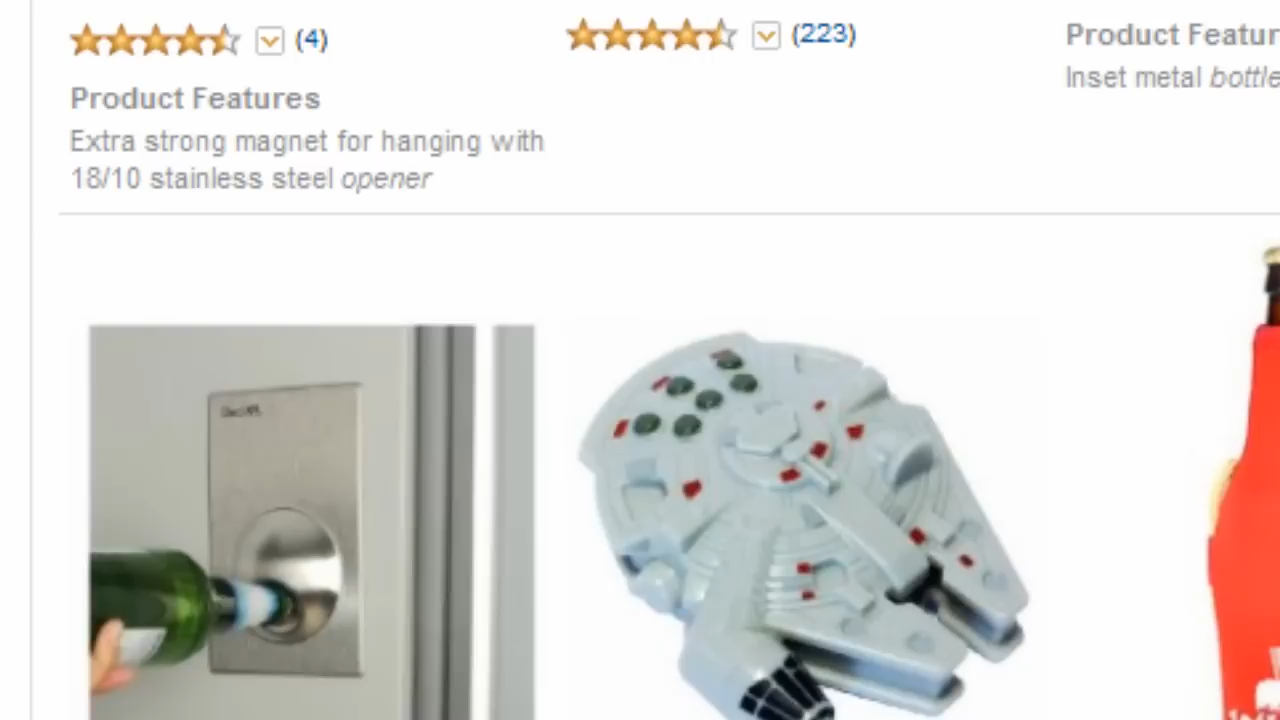 (4)
Product Features
Extra strong magnet for hanging with
18/10 stainless steel opener
(223)
Product Featur
Inset metal bottle